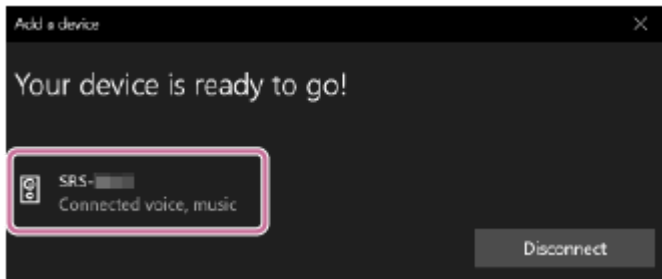 Add a device
Your device is ready to go!
SRS-
Connected voice, music
Disconnect